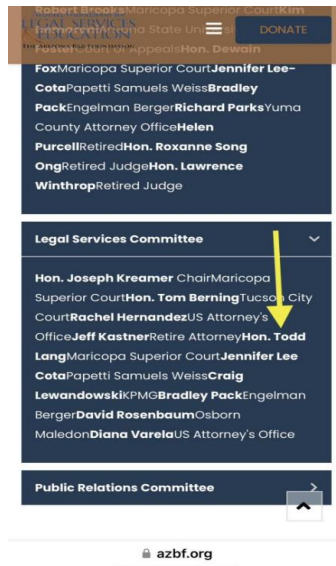 Robert Brooks Maricopa Superior CourtKim
DONATE
Court of AppealsHon. Dewain
FoxMaricopa Superior CourtJennifer Lee-
CotaPapetti Samuels WeissBradley
PackEngelman BergerRichard ParksYuma
County Attorney OfficeHelen
PurcellRetiredHon. Roxanne Song
OngRetired JudgeHon. Lawrence
WinthropRetired Judge
Legal Services Committee
Hon. Joseph Kreamer ChairMaricopa
Superior CourtHon. Tom BerningTucson City
CourtRachel HernandezUS Attorney's
OfficeJeff KastnerRetire AttorneyHon. Todd
LangMaricopa Superior CourtJennifer Lee
CotaPapetti Samuels WeissCraig
LewandowskiKPMGBradley PackEngelman
BergerDavid RosenbaumOsborn
MaledonDiana VarelaUS Attorney's Office
Public Relations Committee
azbf.org